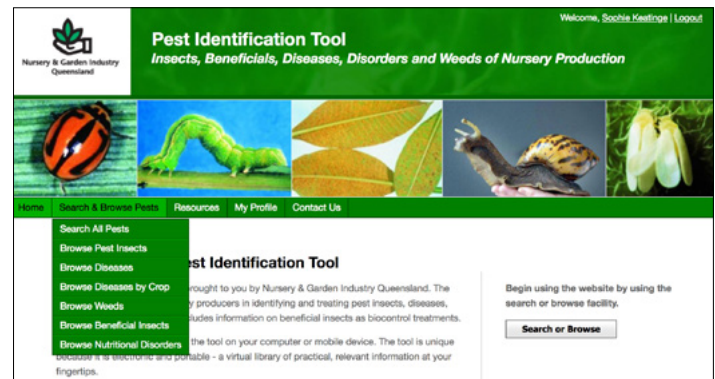 Welcome, Sophie Keatinge | Logout
Nursery & Garden Industry
Queensland
Pest Identification Tool
Insects, Beneficials, Diseases, Disorders and Weeds of Nursery Production
Home Search & Browse Pests Resources My Profile Contact Us
Search All Pests
Browse Pest Insects
Browse Diseases
Browse Diseases by Crop
Browse Weeds
Browse Beneficial Insects
Browse Nutritional Disorders
est Identification Tool
rought to you by Nursery & Garden Industry Queensland. The
y producers in identifying and treating pest insects, diseases,
cludes information on beneficial insects as biocontrol treatments.
the tool on your computer or mobile device. The tool is unique
because it is electronic and portable - a virtual library of practical, relevant information at your
fingertips.
Begin using the website by using the
search or browse facility.
Search or Browse